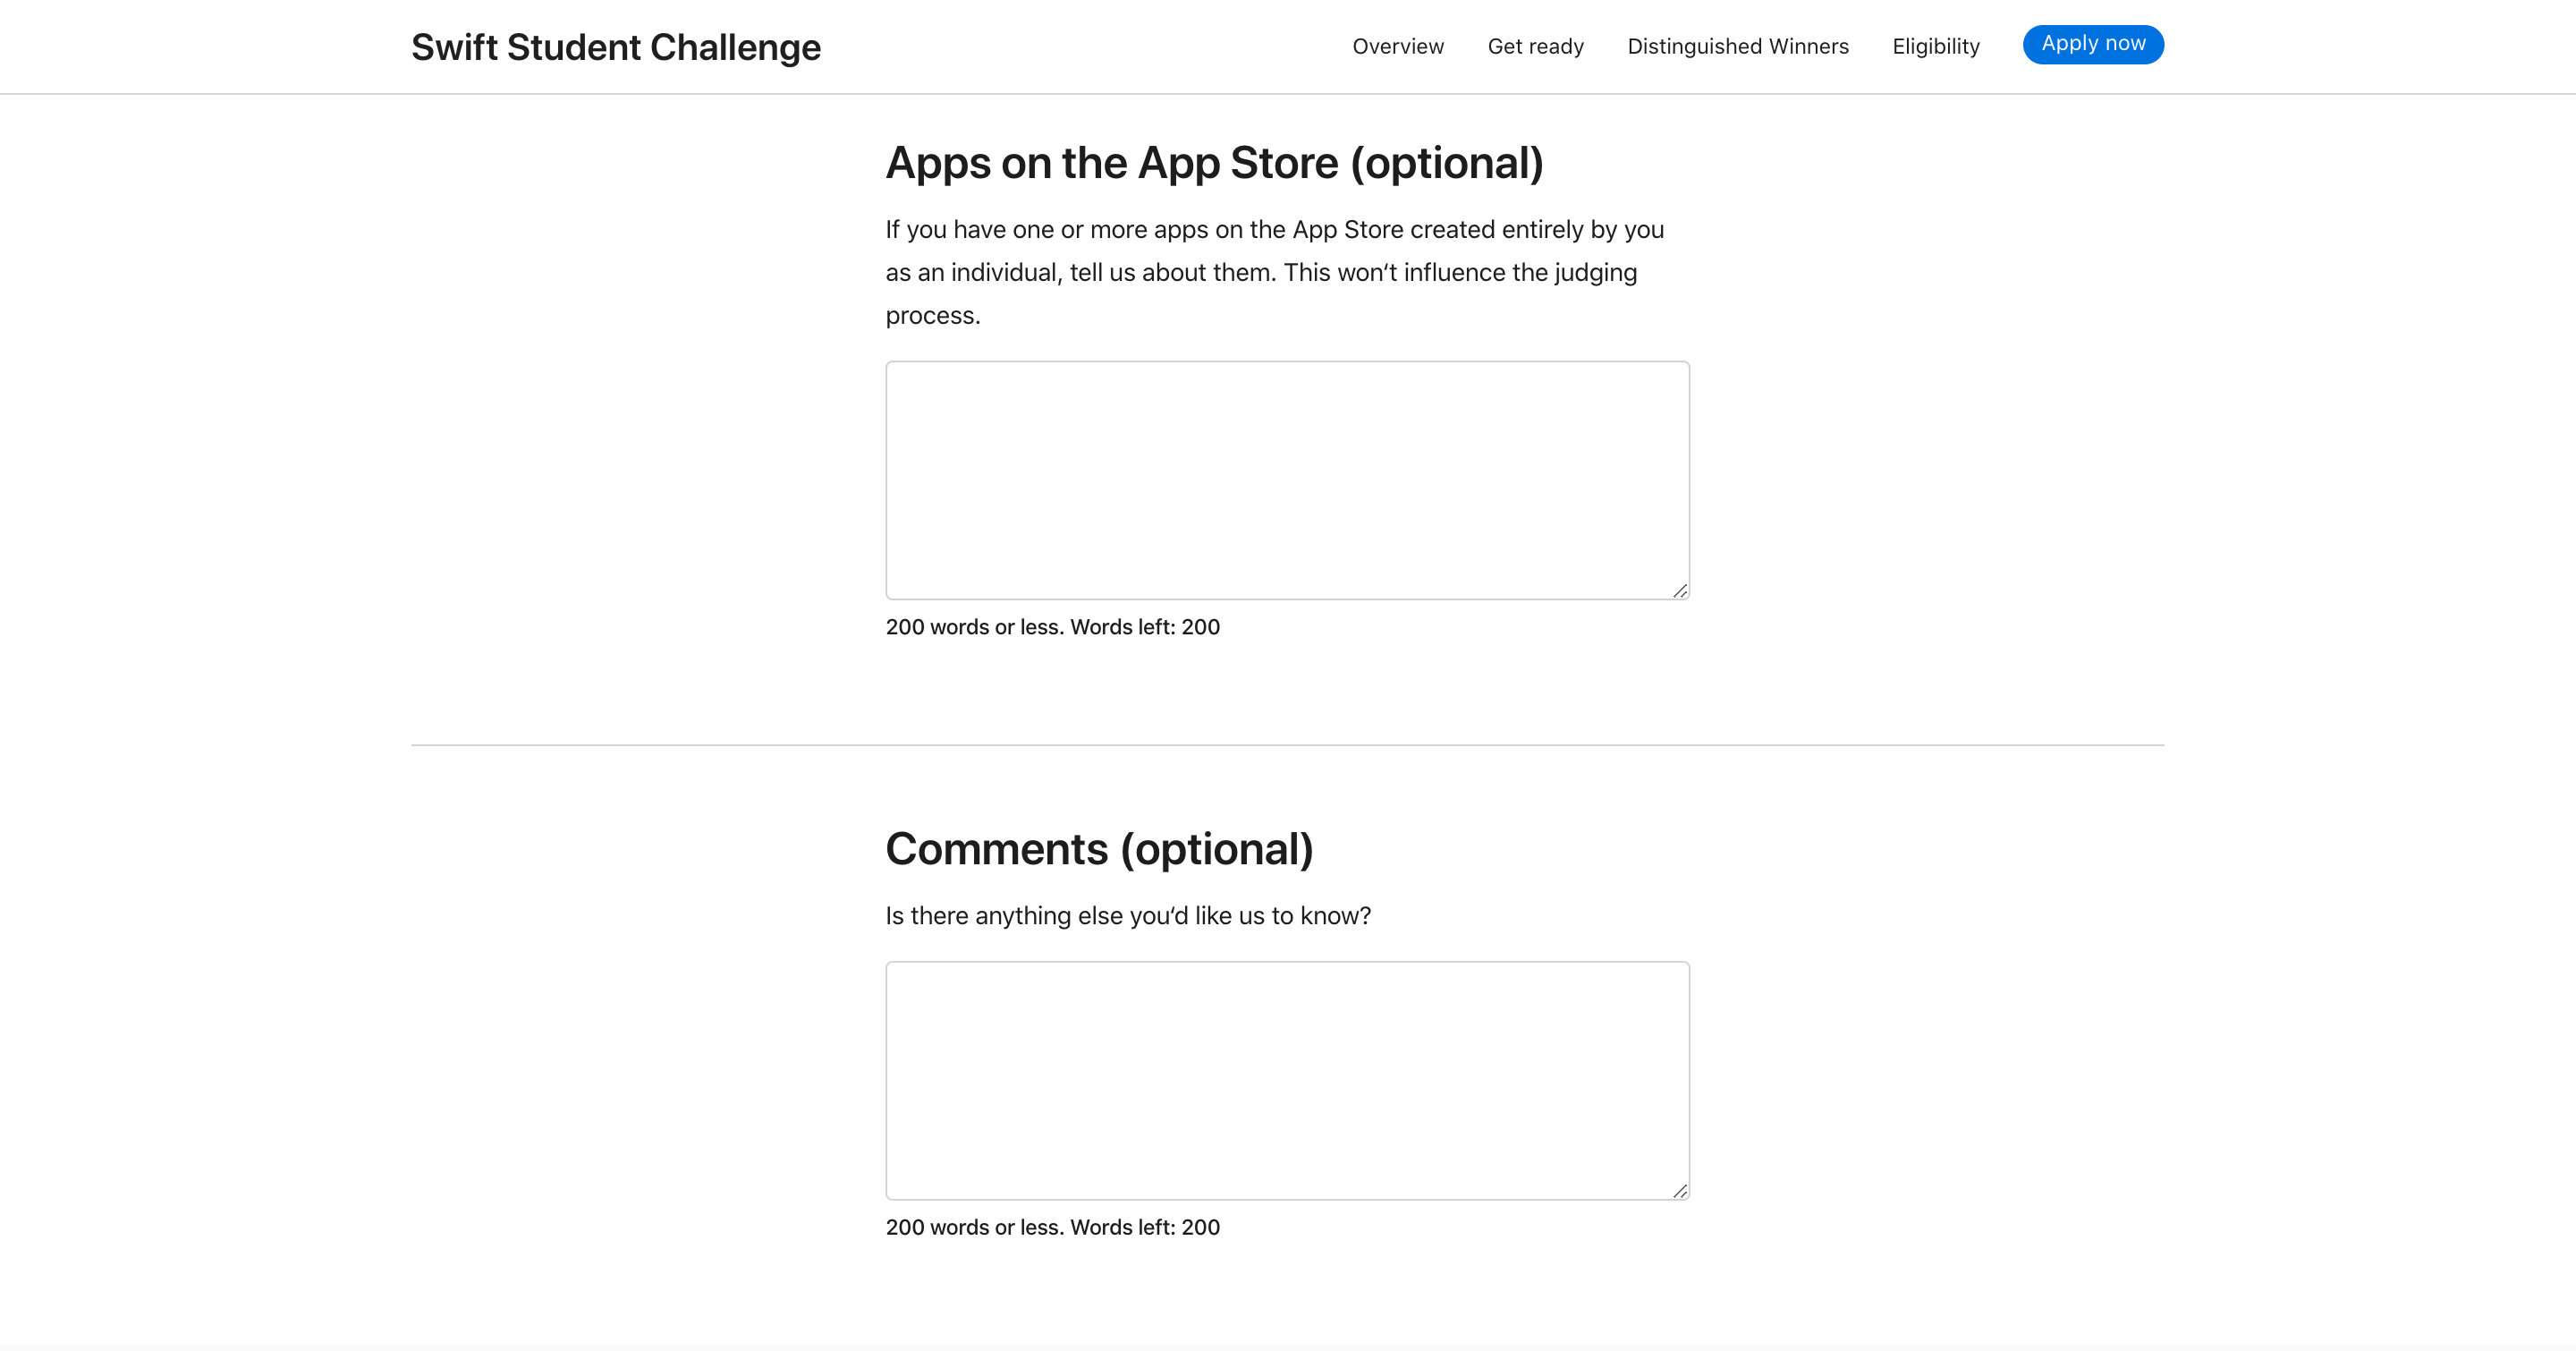 Swift Student Challenge
Overview
Get ready
Distinguished Winners
Eligibility
Apply now
Apps on the App Store (optional)
If you have one or more apps on the App Store created entirely by you
as an individual, tell us about them. This won‘t influence the judging
process.
200 words or less. Words left: 200
Comments (optional)
Is there anything else you‘d like us to know?
200 words or less. Words left: 200